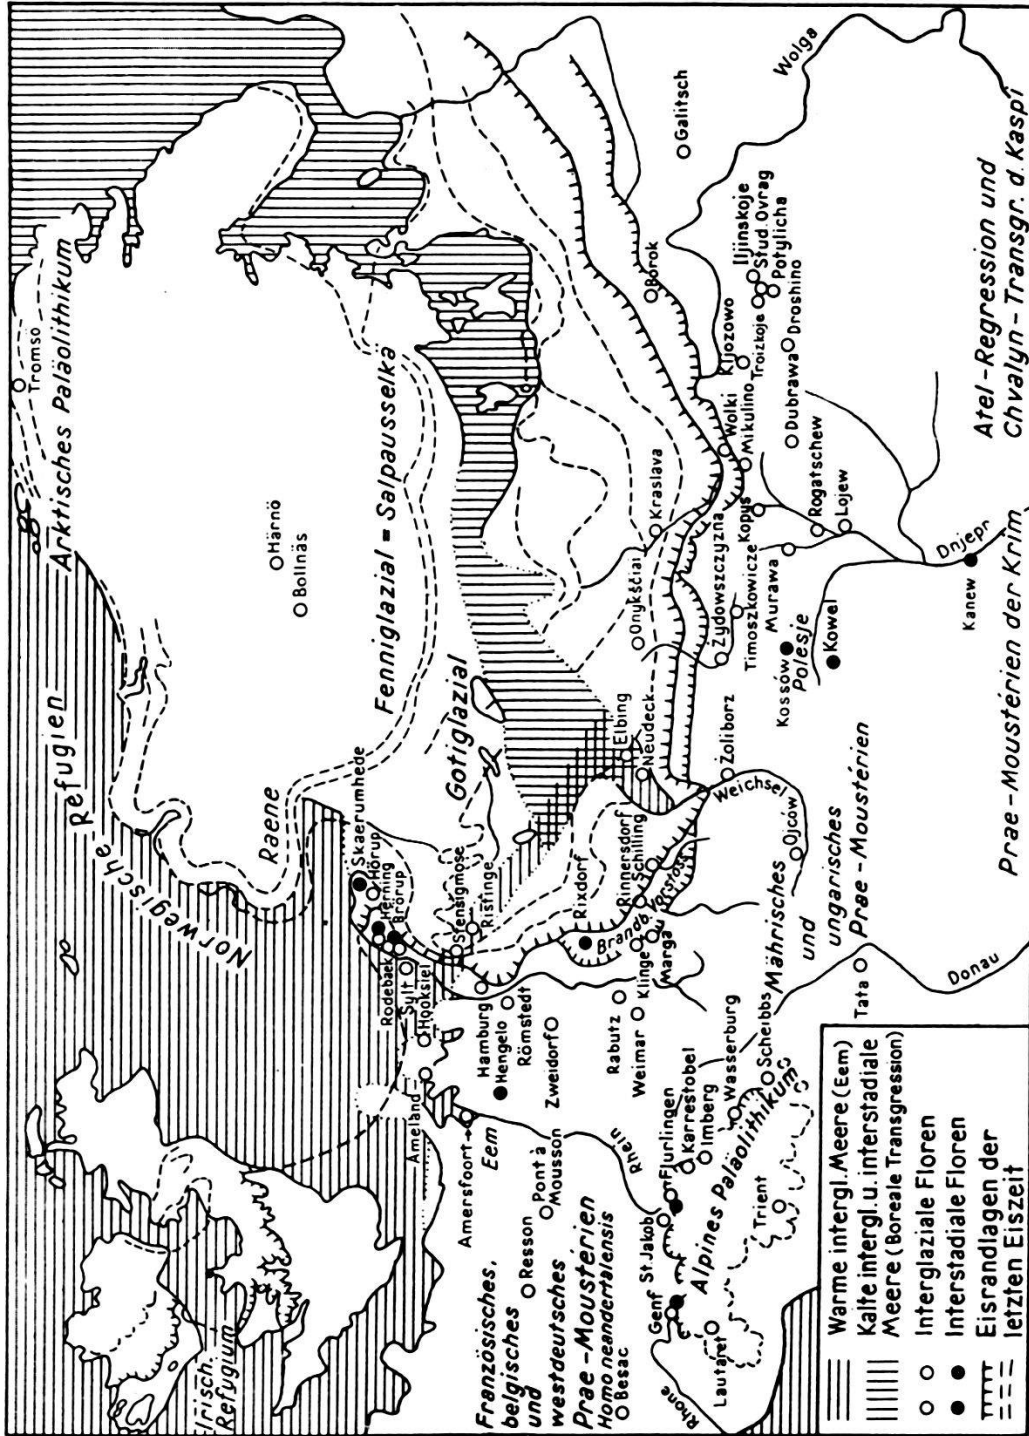 Tromsö
Arktisches Paläolithikum
Refugien
Norwegische
Härnö
Bollnäs
Fenniglazial = Salpausselka
Raene
Gotiglazial
Skaerumhede
Hörup
Herning
Brörup
Rodebaek
Sylt
Hooksiel
Stensigmose
Ristinge
Ameland
Amersfoort
Eem
Hamburg
Hengelo
Römstedt
Zweidorf
Irisch.
Refugium
Französisches,
belgisches
und
westdeutsches
Prae-Moustérien
Homo neandertalensis
Besac
Resson
Pont à
Mousson
Rhein
Rabutz
Weimar
Klinge
Marga
Rixdorf
Brandb. Vorstoss
Rinnersdorf
Schilling
Elbing
Neudeck
Weichsel
Żoliborz
Ojców
Onykščiai
Kraslava
Borok
Galitsch
Wolga
Iljinskoje
Stud. Ovrag
Potylicha
Troizkoje
Droshino
Kljozowo
Dubrawa
Wolki
Mikulino
Kopys
Zydowszczyzna
Timoszkowicze
Murawa
Rogatschew
Lojew
Kossów
Polesje
Kowel
Dnjepr
Kanew
Atel-Regression und
Chvalyn-Transgr. d. Kaspi
Prae-Moustérien der Krim
Mährisches
und
ungarisches
Prae-Moustérien
Tata
Donau
Scheibbs
Wasserburg
Imberg
Karrestobel
Flurlingen
St. Jakob
Genf
Alpines Paläolithikum
Trient
Lautaret
Rhone
Warme intergl. Meere (Eem)
Kalte intergl. u. interstadiale
Meere (Boreale Transgression)
Interglaziale Floren
Interstadiale Floren
Eisrandlagen der
letzten Eiszeit